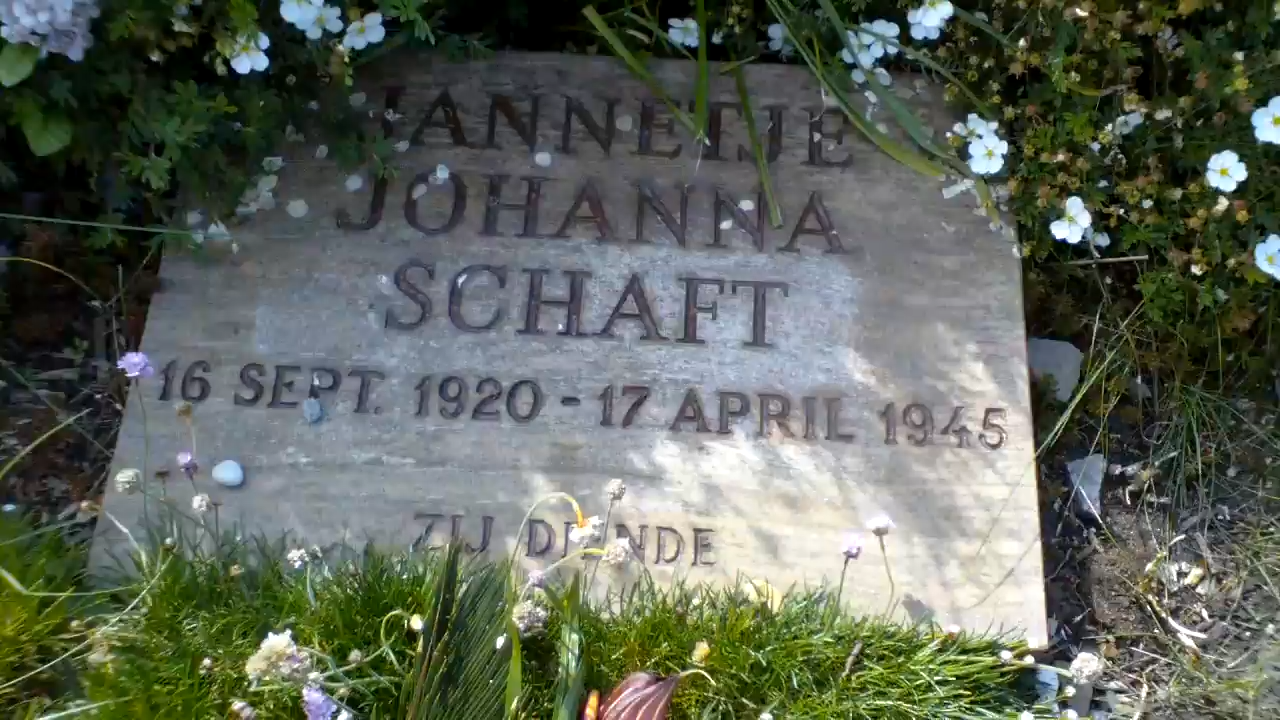 JANNETJE
JOHANNA
SCHAFT
16 SEPT. 1920 - 17 APRIL 1945
ZIJ DIENDE